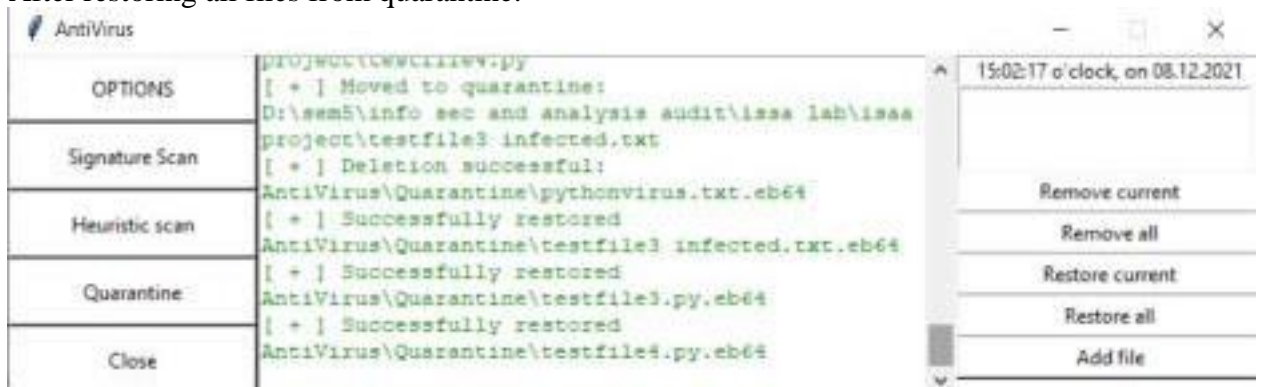 After restoring all files from quarantine:
AntiVirus
OPTIONS
Signature Scan
Heuristic scan
Quarantine
Close
project\testfile4.py
[ + ] Moved to quarantine:
D:\sem5\info sec and analysis audit\issa lab\isaa
project\testfile3 infected.txt
[ + ] Deletion successful:
AntiVirus\Quarantine\pythonvirus.txt.eb64
[ + ] Successfully restored
AntiVirus\Quarantine\testfile3 infected.txt.eb64
[ + ] Successfully restored
AntiVirus\Quarantine\testfile3.py.eb64
[ + ] Successfully restored
AntiVirus\Quarantine\testfile4.py.eb64
15:02:17 o'clock, on 08.12.2021
Remove current
Remove all
Restore current
Restore all
Add file